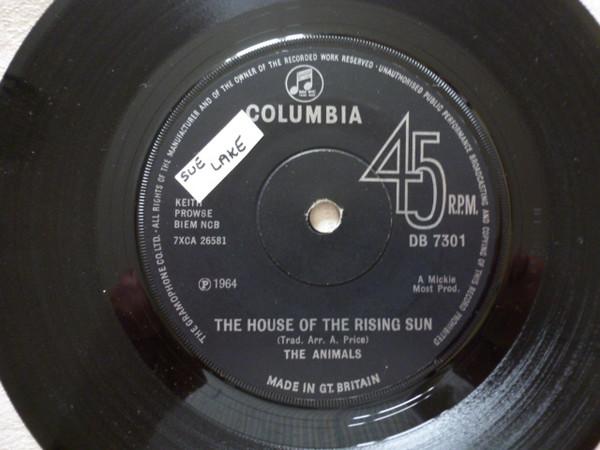 THE GRAMOPHONE CO. LTD. · ALL RIGHTS OF THE MANUFACTURER AND OF THE OWNER OF THE RECORDED WORK RESERVED · UNAUTHORISED PUBLIC PERFORMANCE BROADCASTING AND COPYING OF THIS RECORD PROHIBITED
COLUMBIA
SUE LAKE
45
R.P.M.
KEITH
PROWSE
BIEM NCB
7XCA 26581
DB 7301
℗ 1964
A Mickie
Most Prod.
THE HOUSE OF THE RISING SUN
(Trad. Arr. A. Price)
THE ANIMALS
MADE IN GT. BRITAIN